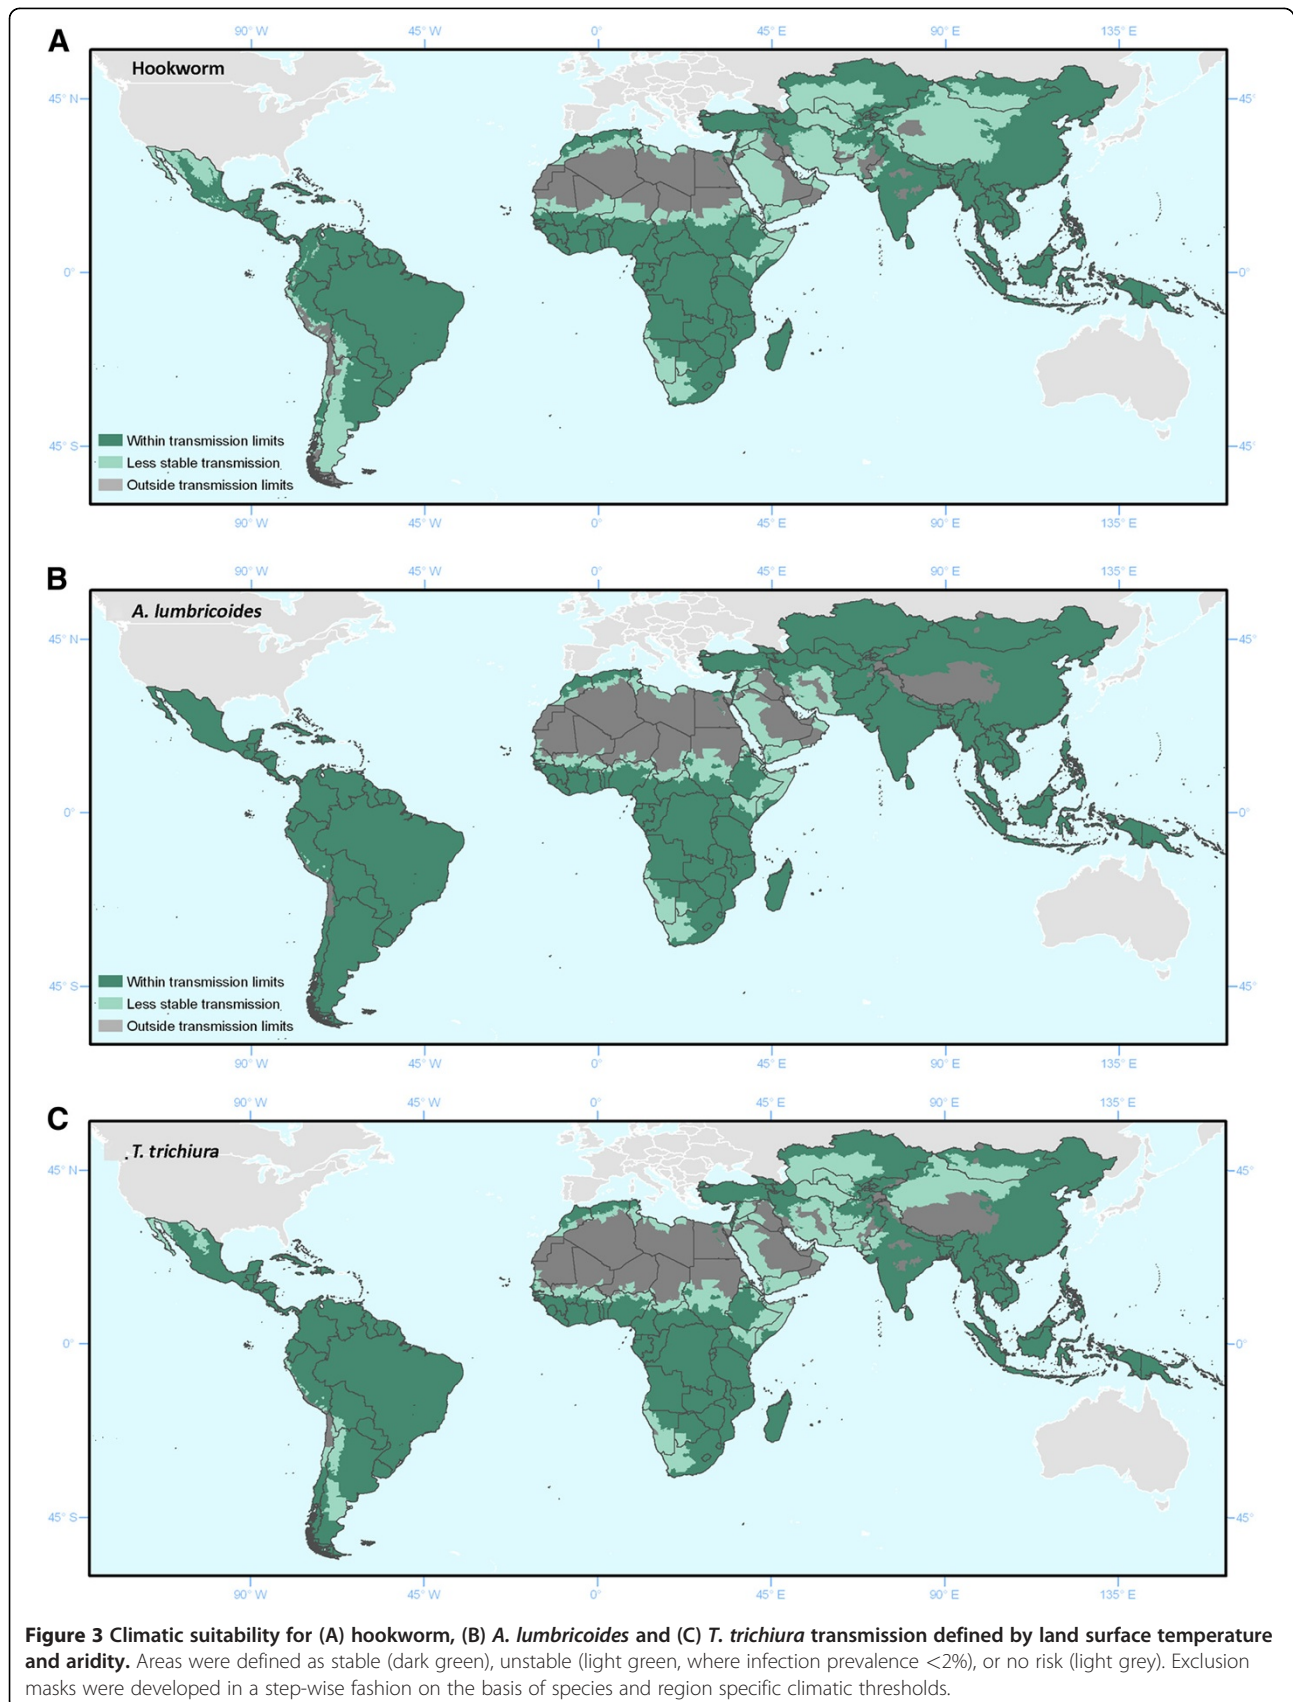 A
90° W 45° W 0° 45° E 90° E 135° E
Hookworm
45° N 45°
0° 0°
Within transmission limits
45° S Less stable transmission 45°
Outside transmission limits
90° W 45° W 0° 45° E 90° E 135° E
B
90° W 45° W 0° 45° E 90° E 135° E
A. lumbricoides
45° N 45°
0° 0°
Within transmission limits
45° S Less stable transmission 45°
Outside transmission limits
90° W 45° W 0° 45° E 90° E 135° E
C
90° W 45° W 0° 45° E 90° E 135° E
T. trichiura
45° N 45°
0° 0°
45° S 45°
90° W 45° W 0° 45° E 90° E 135° E
Figure 3 Climatic suitability for (A) hookworm, (B) A. lumbricoides and (C) T. trichiura transmission defined by land surface temperature
and aridity. Areas were defined as stable (dark green), unstable (light green, where infection prevalence <2%), or no risk (light grey). Exclusion
masks were developed in a step-wise fashion on the basis of species and region specific climatic thresholds.